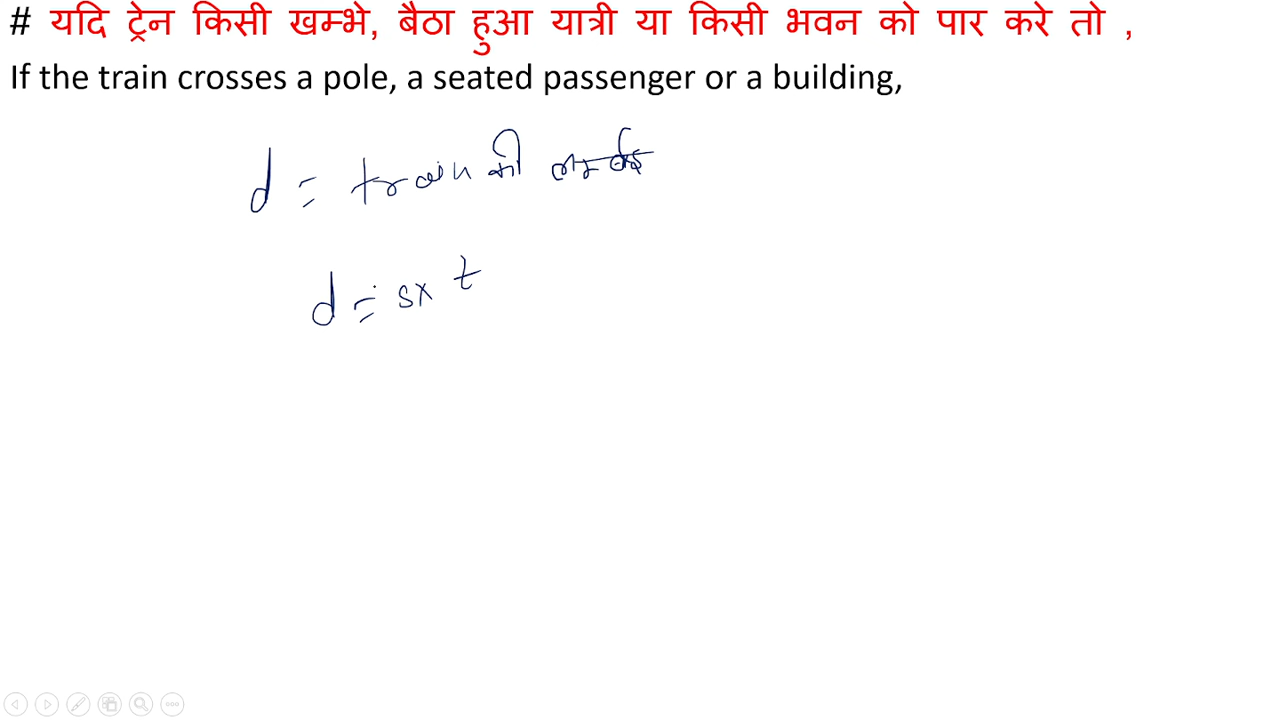 # यदि ट्रेन किसी खम्भे, बैठा हुआ यात्री या किसी भवन को पार करे तो ,
If the train crosses a pole, a seated passenger or a building,
d = train की लम्बाई
d = s x t